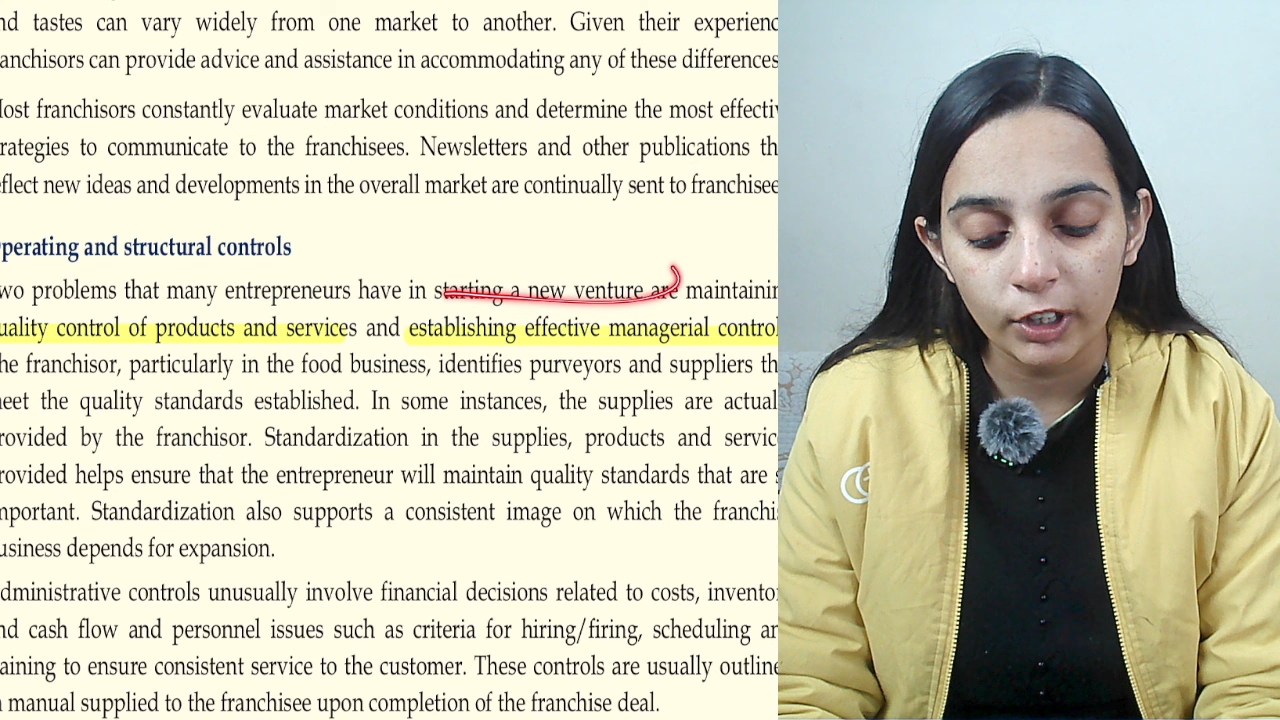 nd tastes can vary widely from one market to another. Given their experienc
anchisors can provide advice and assistance in accommodating any of these differences
ost franchisors constantly evaluate market conditions and determine the most effectiv
rategies to communicate to the franchisees. Newsletters and other publications th
eflect new ideas and developments in the overall market are continually sent to franchisee
perating and structural controls
wo problems that many entrepreneurs have in starting a new venture are maintainin
uality control of products and services and establishing effective managerial control
he franchisor, particularly in the food business, identifies purveyors and suppliers th
eet the quality standards established. In some instances, the supplies are actual
rovided by the franchisor. Standardization in the supplies, products and servic
rovided helps ensure that the entrepreneur will maintain quality standards that are s
mportant. Standardization also supports a consistent image on which the franchis
usiness depends for expansion.
dministrative controls unusually involve financial decisions related to costs, inventor
nd cash flow and personnel issues such as criteria for hiring/firing, scheduling an
aining to ensure consistent service to the customer. These controls are usually outline
a manual supplied to the franchisee upon completion of the franchise deal.